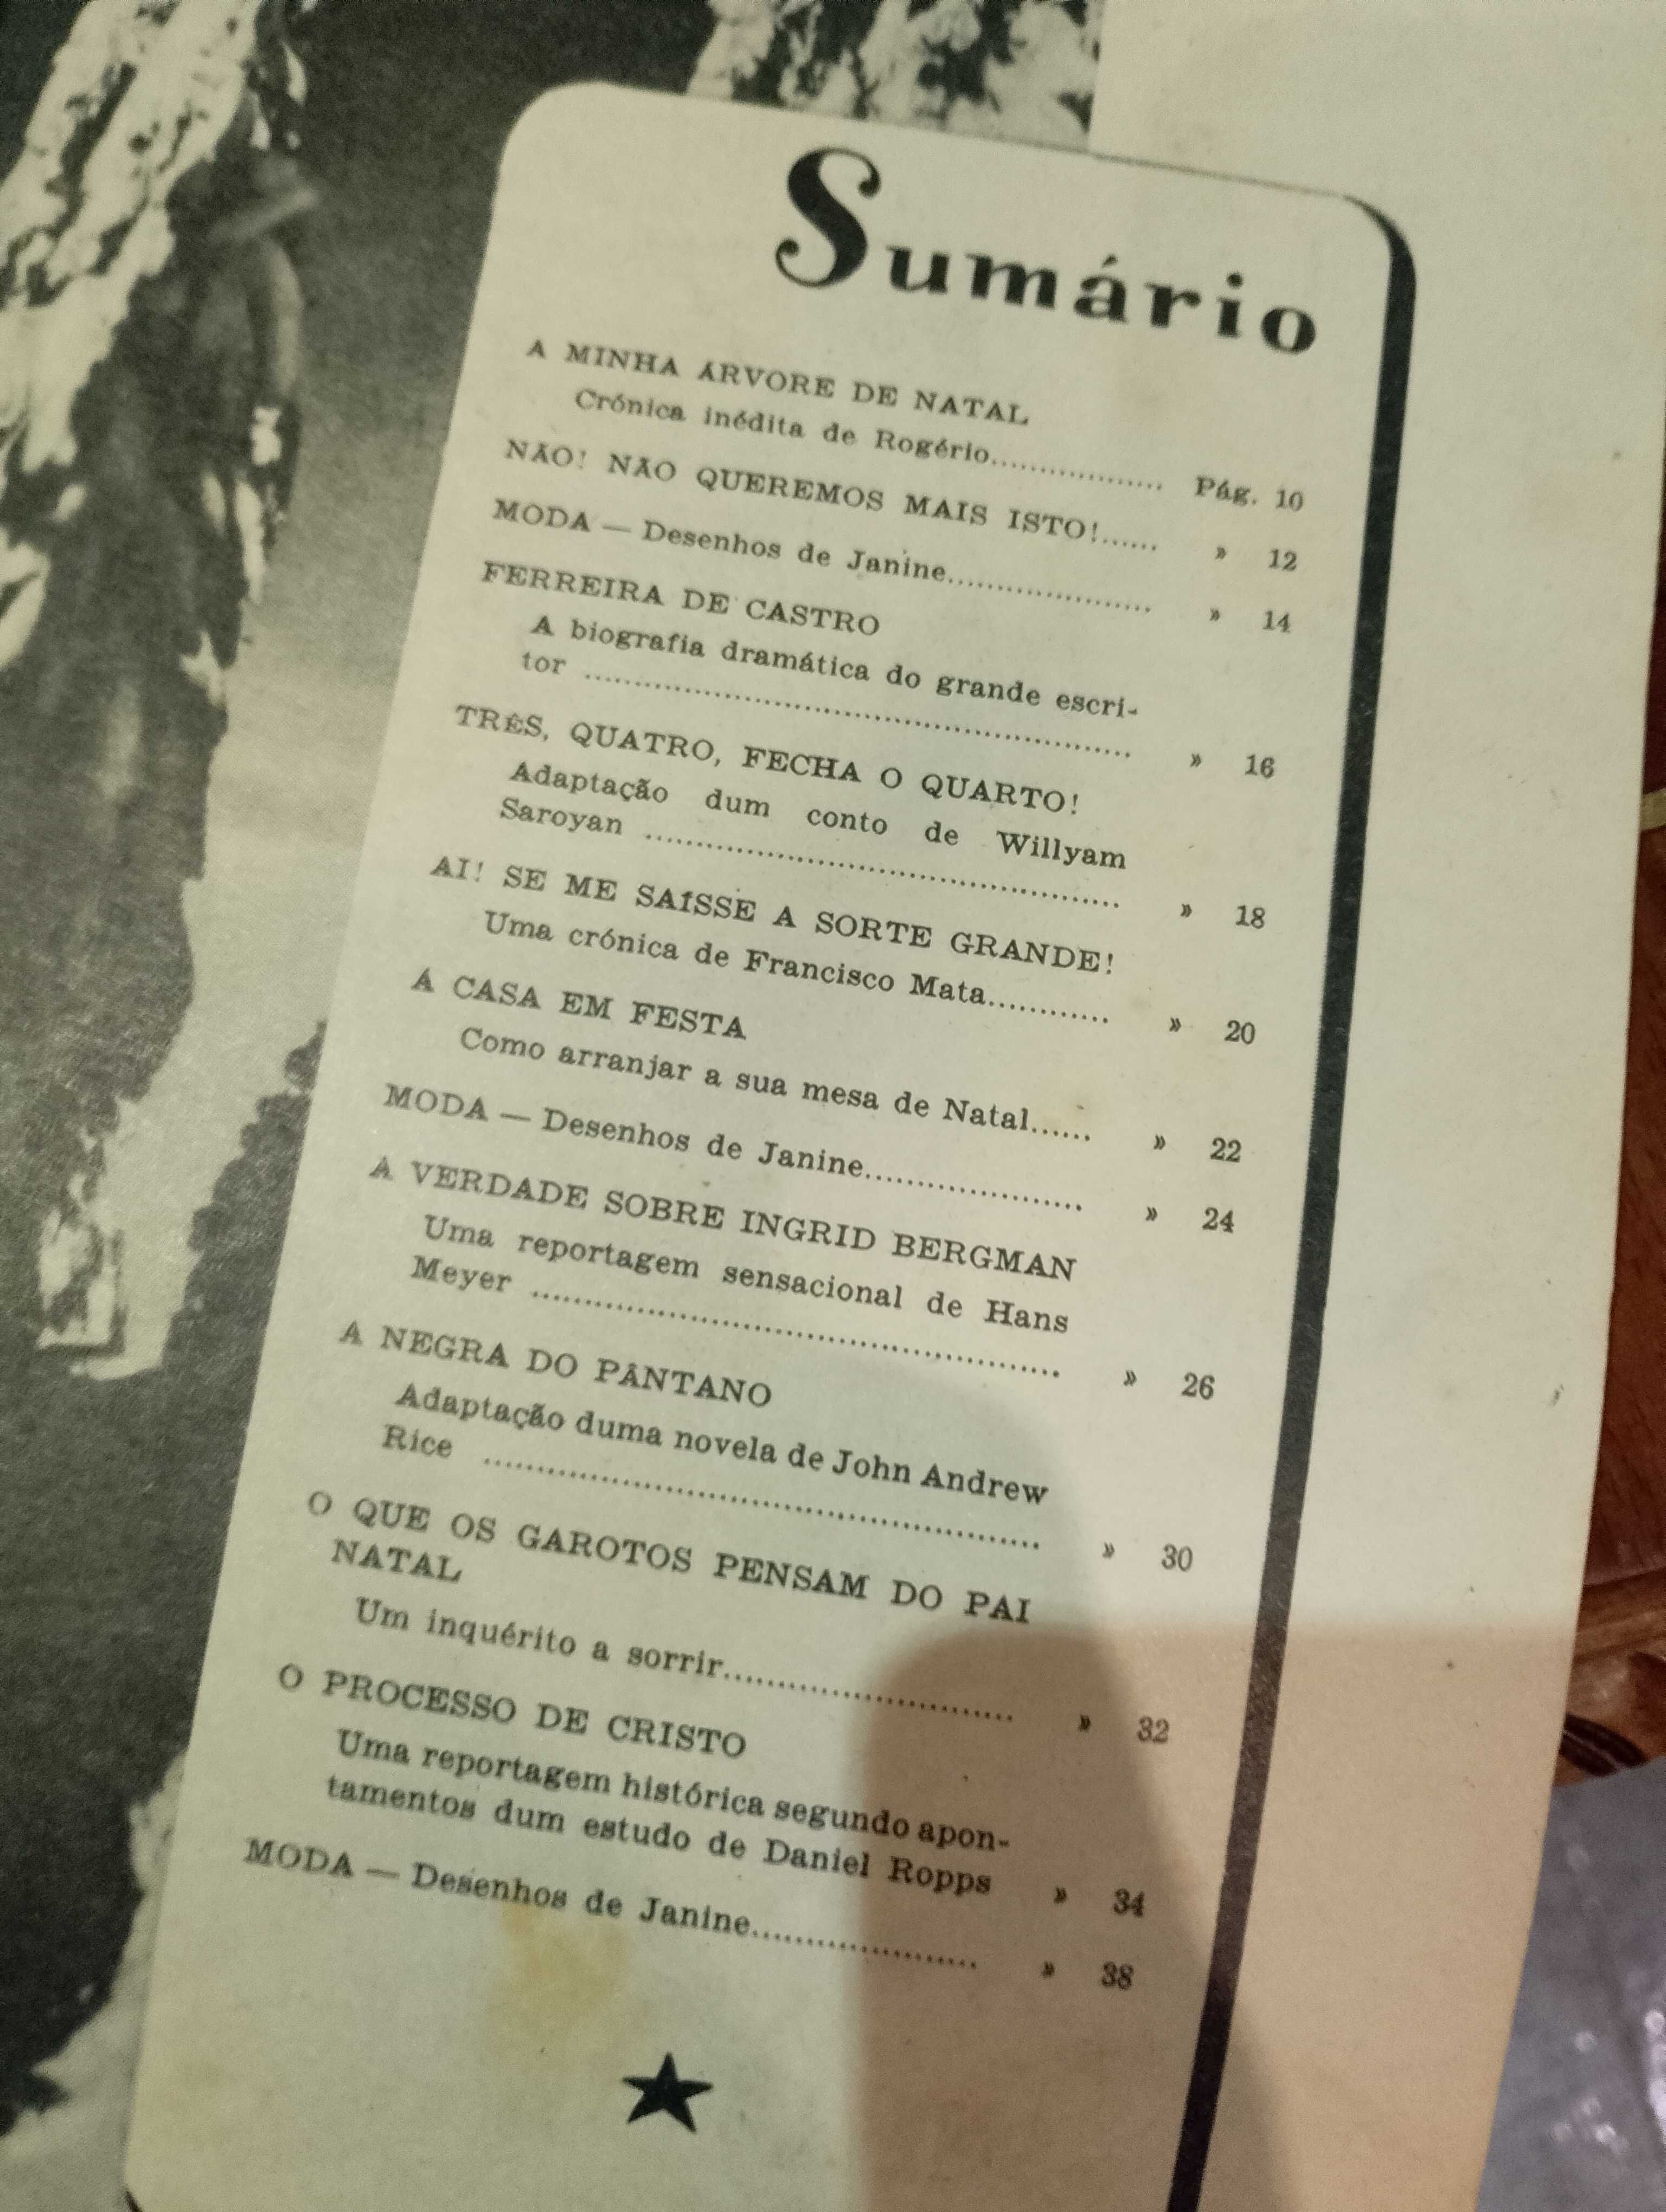 Sumário
A MINHA ÁRVORE DE NATAL
Crónica inédita de Rogério................. Pág. 10
NÃO! NÃO QUEREMOS MAIS ISTO!...... » 12
MODA — Desenhos de Janine..................... » 14
FERREIRA DE CASTRO
A biografia dramática do grande escri-
tor ...................................................... » 16
TRÊS, QUATRO, FECHA O QUARTO!
Adaptação dum conto de Willyam
Saroyan ............................................... » 18
AI! SE ME SAÍSSE A SORTE GRANDE!
Uma crónica de Francisco Mata............ » 20
A CASA EM FESTA
Como arranjar a sua mesa de Natal...... » 22
MODA — Desenhos de Janine...................... » 24
A VERDADE SOBRE INGRID BERGMAN
Uma reportagem sensacional de Hans
Meyer .................................................... » 26
A NEGRA DO PÂNTANO
Adaptação duma novela de John Andrew
Rice ....................................................... » 30
O QUE OS GAROTOS PENSAM DO PAI
NATAL
Um inquérito a sorrir............................. » 32
O PROCESSO DE CRISTO
Uma reportagem histórica segundo apon-
tamentos dum estudo de Daniel Ropps » 34
MODA — Desenhos de Janine....................... » 38